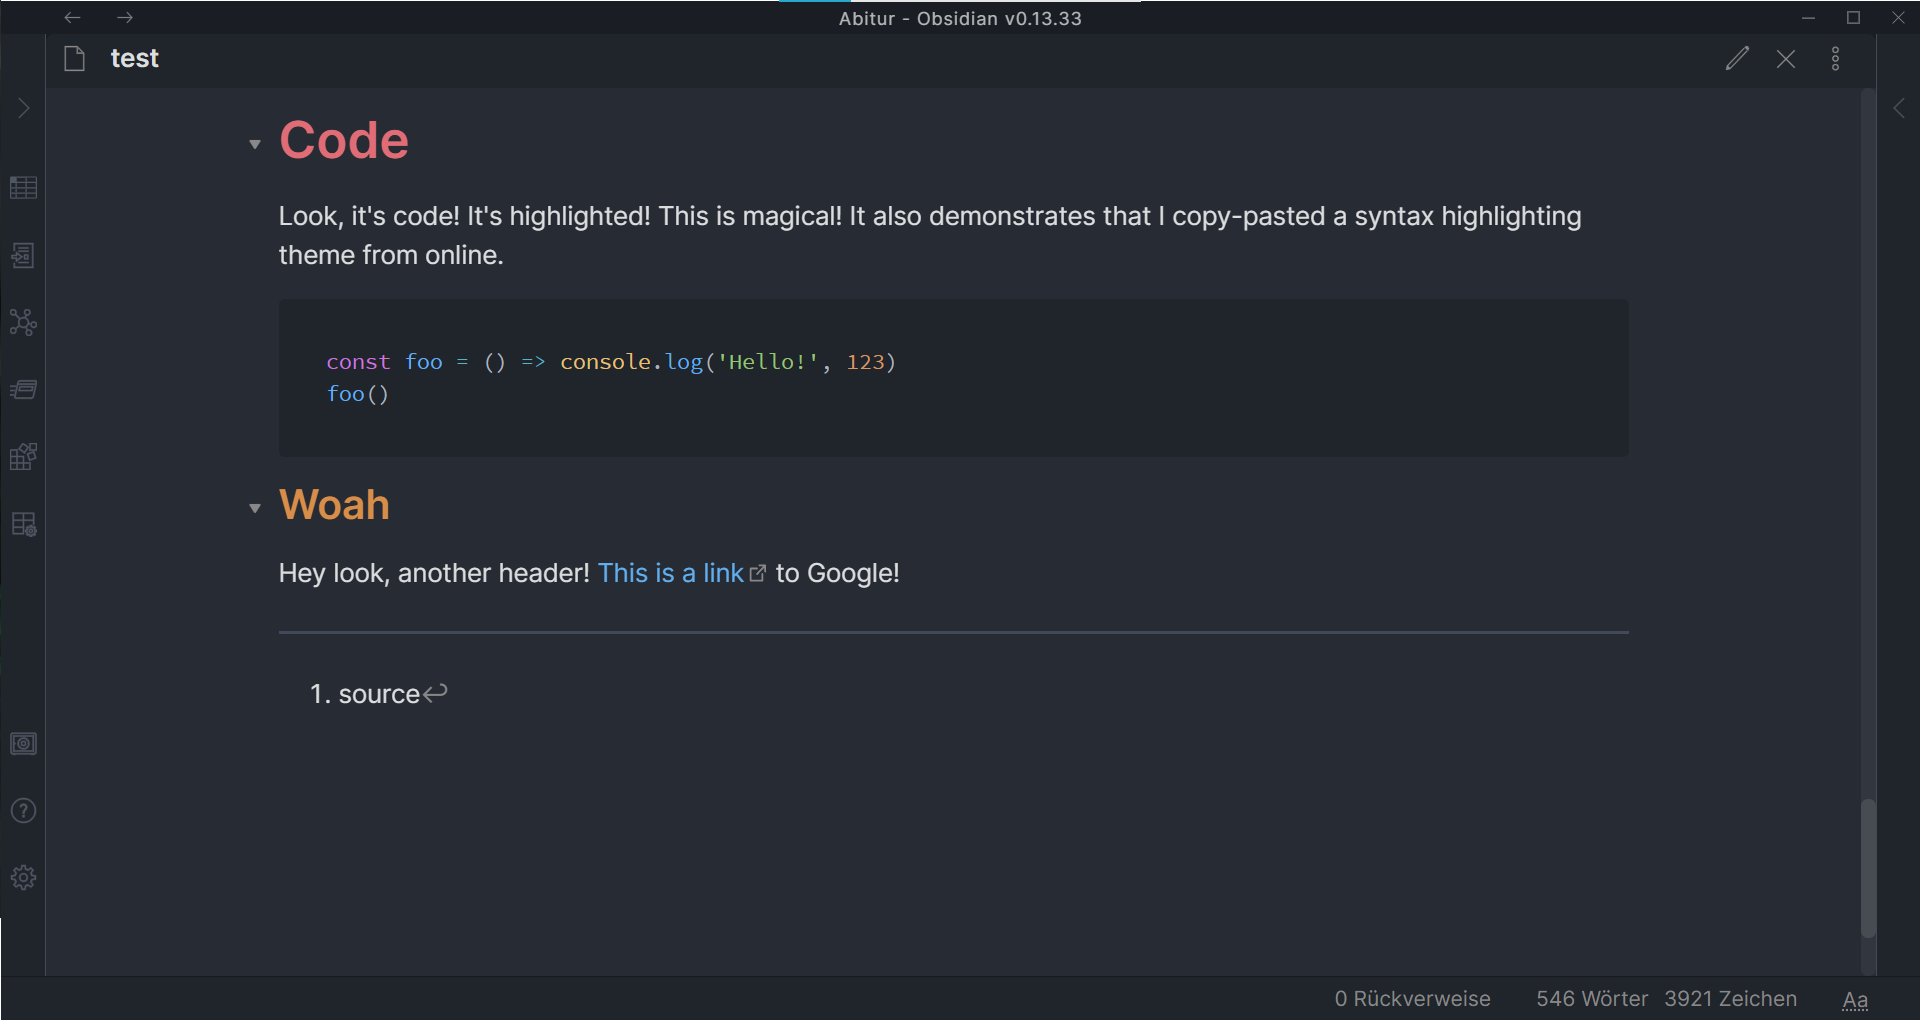 Abitur - Obsidian v0.13.33
test
Code
Look, it's code! It's highlighted! This is magical! It also demonstrates that I copy-pasted a syntax highlighting
theme from online.
const foo = () => console.log('Hello!', 123)
foo()
Woah
Hey look, another header! This is a link to Google!
1. source↩
0 Rückverweise 546 Wörter 3921 Zeichen Aa